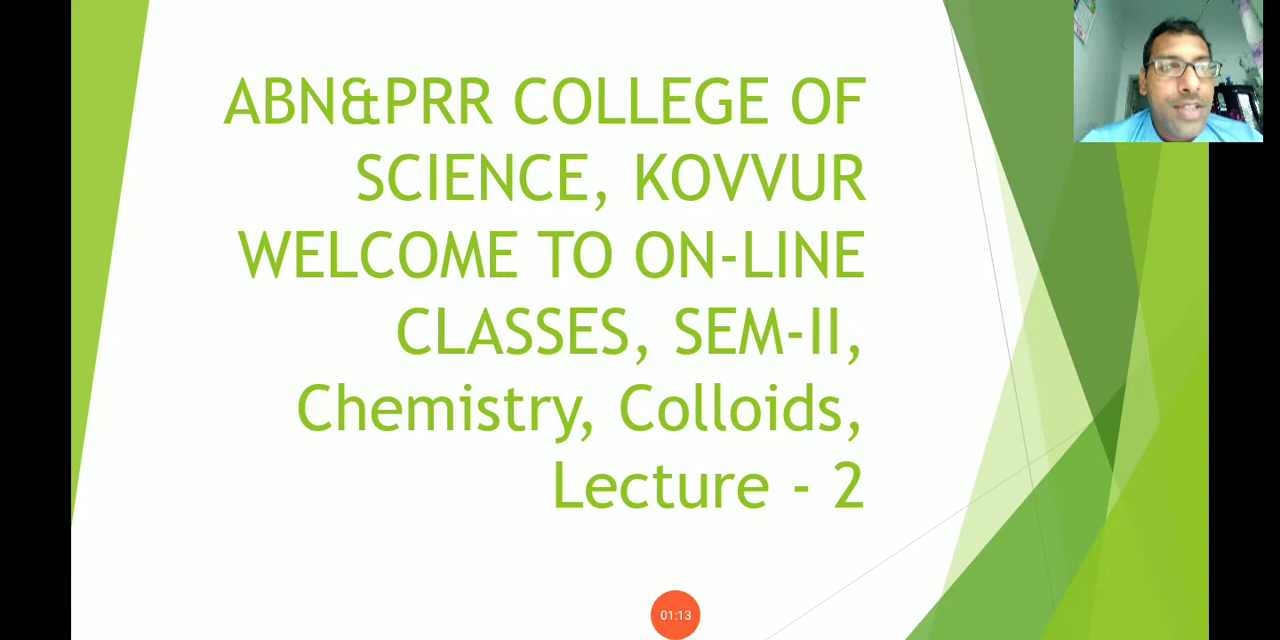 ABN&PRR COLLEGE OF
SCIENCE, KOVVUR
WELCOME TO ON-LINE
CLASSES, SEM-II,
Chemistry, Colloids,
Lecture - 2
01:13